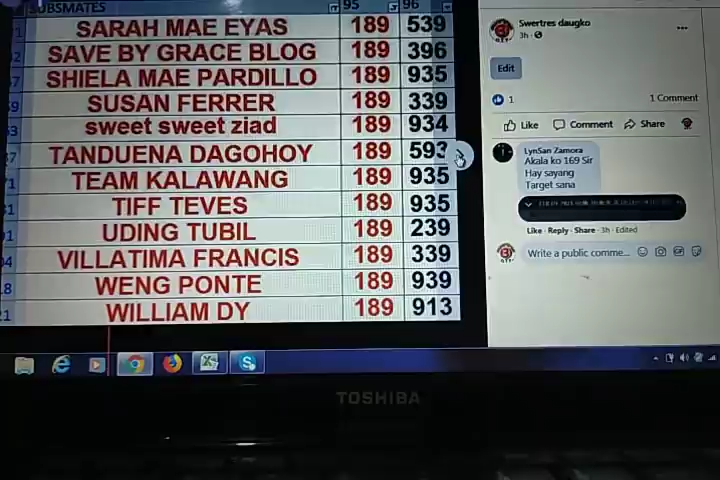 SUBSMATES 95 96
SARAH MAE EYAS 189 539
SAVE BY GRACE BLOG 189 396
SHIELA MAE PARDILLO 189 935
SUSAN FERRER 189 339
sweet sweet ziad 189 934
TANDUENA DAGOHOY 189 593
TEAM KALAWANG 189 935
TIFF TEVES 189 935
UDING TUBIL 189 239
VILLATIMA FRANCIS 189 339
WENG PONTE 189 939
WILLIAM DY 189 913
Swertres daugko
3h
Edit
1
1 Comment
Like Comment Share
LynSan Zamora
Akala ko 169 Sir
Hay sayang
Target sana
Like · Reply · Share · 3h · Edited
Write a public comme...
TOSHIBA